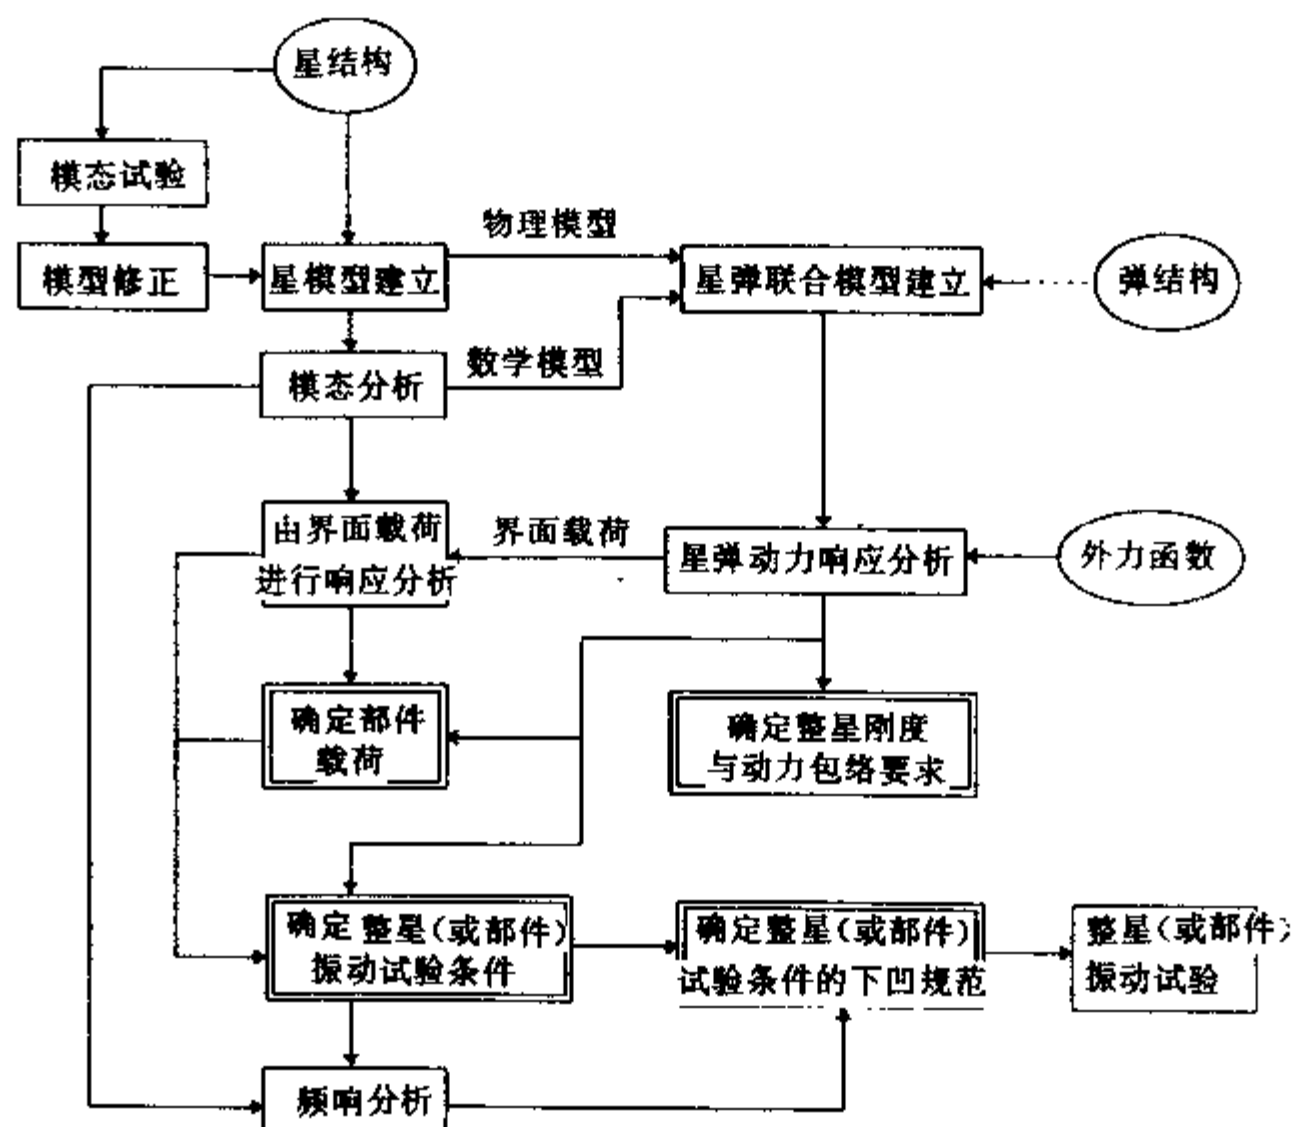 星结构
模态试验
物理模型
模型修正
星模型建立
星弹联合模型建立
弹结构
数学模型
模态分析
由界面载荷
进行响应分析
界面载荷
星弹动力响应分析
外力函数
确定部件
载荷
确定整星刚度
与动力包络要求
确定整星(或部件)
振动试验条件
确定整星(或部件)
试验条件的下凹规范
整星(或部件)
振动试验
频响分析